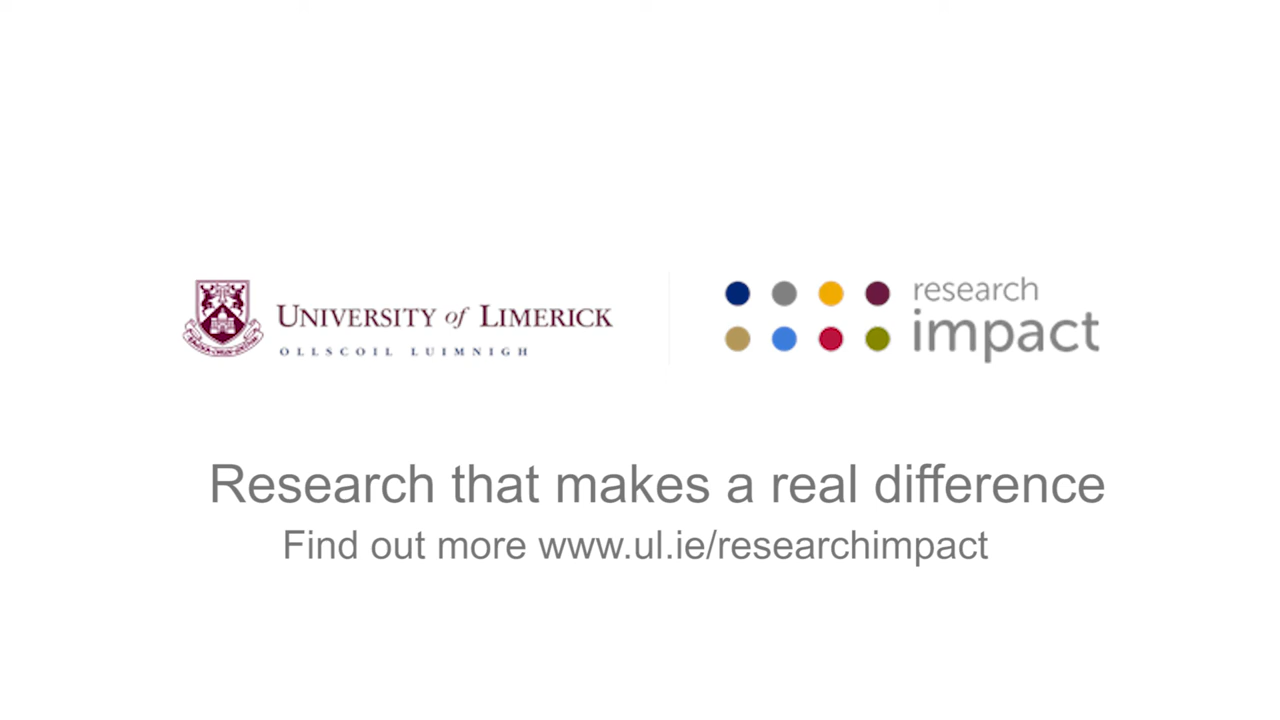 UNIVERSITY of LIMERICK
OLLSCOIL LUIMNIGH
research
impact
Research that makes a real difference
Find out more www.ul.ie/researchimpact